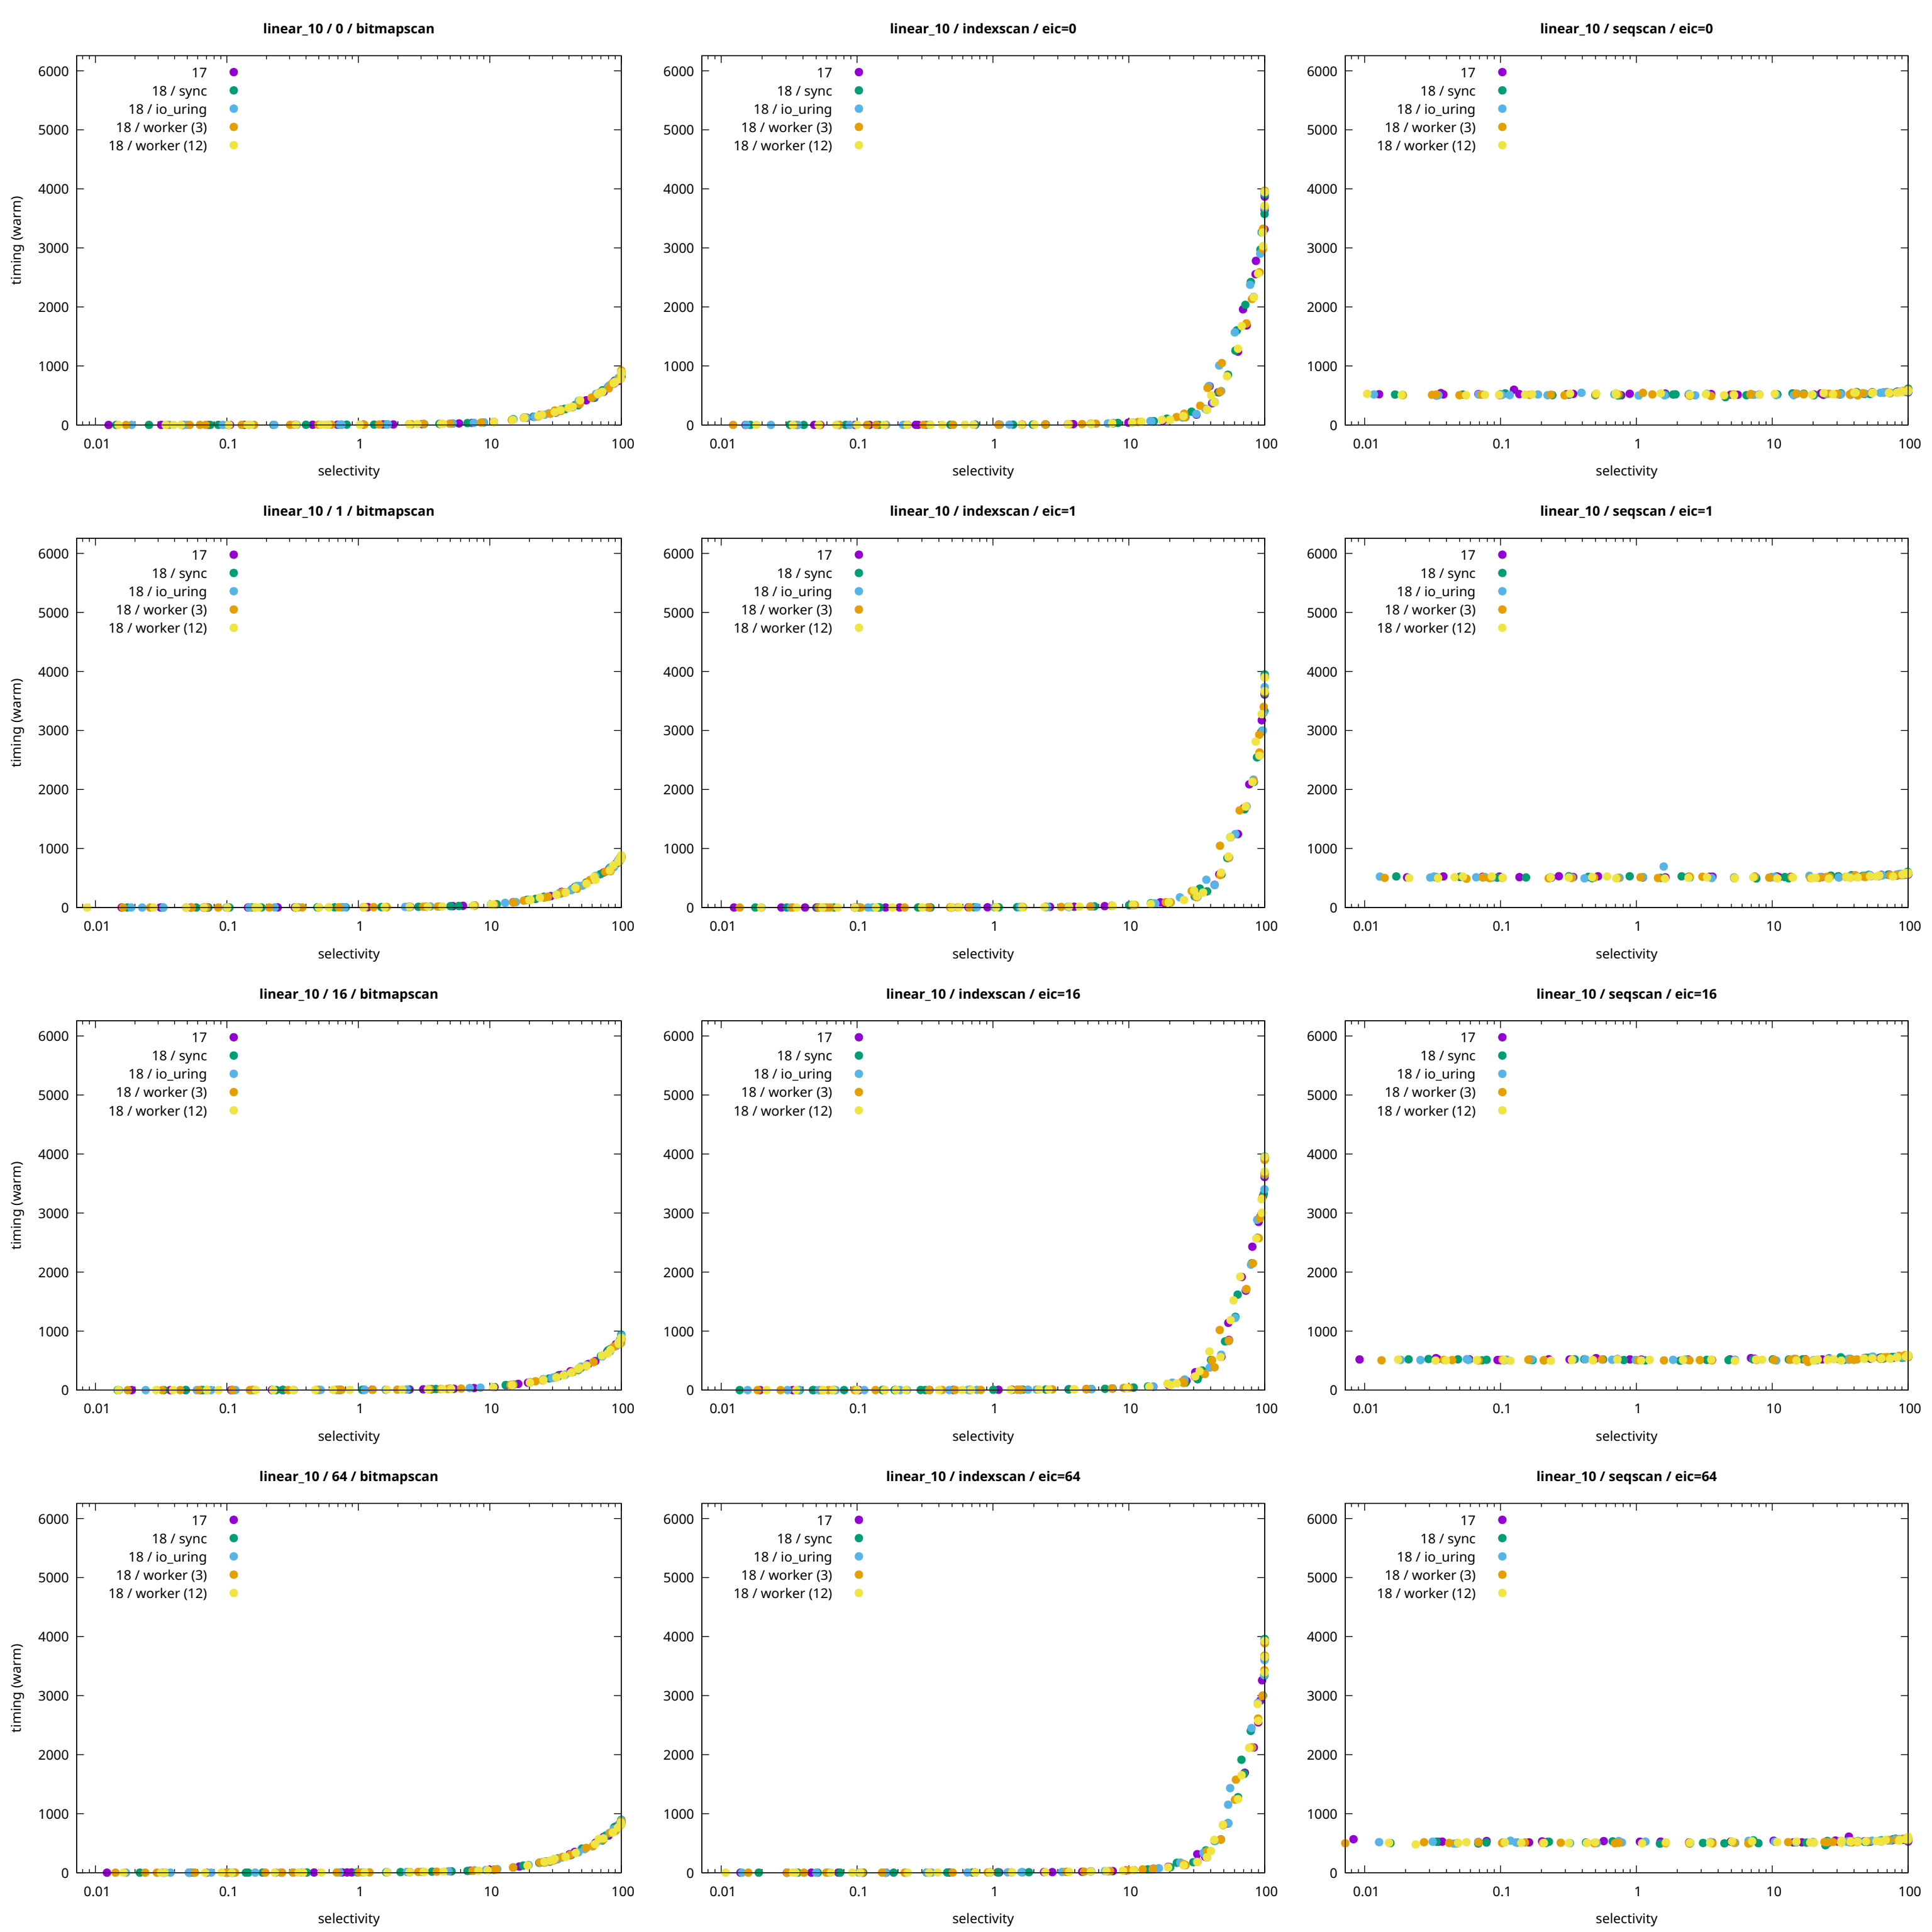 linear_10 / 0 / bitmapscan
6000
5000
4000
3000
2000
1000
0
timing (warm)
17
18 / sync
18 / io_uring
18 / worker (3)
18 / worker (12)
0.01 0.1 1 10 100
selectivity
linear_10 / indexscan / eic=0
6000
5000
4000
3000
2000
1000
0
17
18 / sync
18 / io_uring
18 / worker (3)
18 / worker (12)
0.01 0.1 1 10 100
selectivity
linear_10 / seqscan / eic=0
6000
5000
4000
3000
2000
1000
0
17
18 / sync
18 / io_uring
18 / worker (3)
18 / worker (12)
0.01 0.1 1 10 100
selectivity
linear_10 / 1 / bitmapscan
6000
5000
4000
3000
2000
1000
0
timing (warm)
17
18 / sync
18 / io_uring
18 / worker (3)
18 / worker (12)
0.01 0.1 1 10 100
selectivity
linear_10 / indexscan / eic=1
6000
5000
4000
3000
2000
1000
0
17
18 / sync
18 / io_uring
18 / worker (3)
18 / worker (12)
0.01 0.1 1 10 100
selectivity
linear_10 / seqscan / eic=1
6000
5000
4000
3000
2000
1000
0
17
18 / sync
18 / io_uring
18 / worker (3)
18 / worker (12)
0.01 0.1 1 10 100
selectivity
linear_10 / 16 / bitmapscan
6000
5000
4000
3000
2000
1000
0
timing (warm)
17
18 / sync
18 / io_uring
18 / worker (3)
18 / worker (12)
0.01 0.1 1 10 100
selectivity
linear_10 / indexscan / eic=16
6000
5000
4000
3000
2000
1000
0
17
18 / sync
18 / io_uring
18 / worker (3)
18 / worker (12)
0.01 0.1 1 10 100
selectivity
linear_10 / seqscan / eic=16
6000
5000
4000
3000
2000
1000
0
17
18 / sync
18 / io_uring
18 / worker (3)
18 / worker (12)
0.01 0.1 1 10 100
selectivity
linear_10 / 64 / bitmapscan
6000
5000
4000
3000
2000
1000
0
timing (warm)
17
18 / sync
18 / io_uring
18 / worker (3)
18 / worker (12)
0.01 0.1 1 10 100
selectivity
linear_10 / indexscan / eic=64
6000
5000
4000
3000
2000
1000
0
17
18 / sync
18 / io_uring
18 / worker (3)
18 / worker (12)
0.01 0.1 1 10 100
selectivity
linear_10 / seqscan / eic=64
6000
5000
4000
3000
2000
1000
0
17
18 / sync
18 / io_uring
18 / worker (3)
18 / worker (12)
0.01 0.1 1 10 100
selectivity